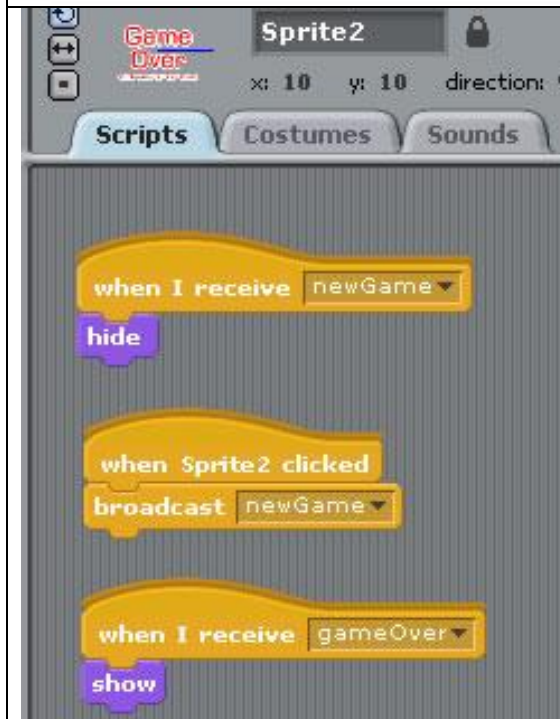 Game
Over
Sprite2
x: 10 y: 10 direction:
Scripts Costumes Sounds
when I receive newGame
hide
when Sprite2 clicked
broadcast newGame
when I receive gameOver
show